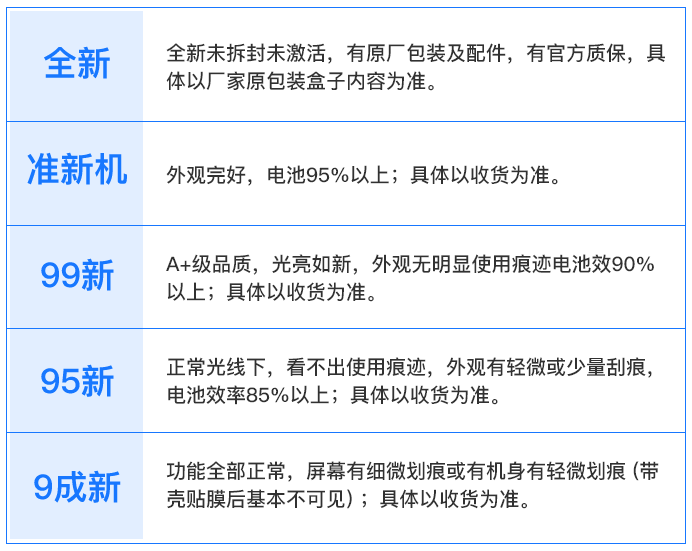 全新
全新未拆封未激活，有原厂包装及配件，有官方质保，具
体以厂家原包装盒子内容为准。
准新机
外观完好，电池95%以上；具体以收货为准。
99新
A+级品质，光亮如新，外观无明显使用痕迹电池效90%
以上；具体以收货为准。
95新
正常光线下，看不出使用痕迹，外观有轻微或少量刮痕，
电池效率85%以上；具体以收货为准。
9成新
功能全部正常，屏幕有细微划痕或有机身有轻微划痕（带
壳贴膜后基本不可见）；具体以收货为准。